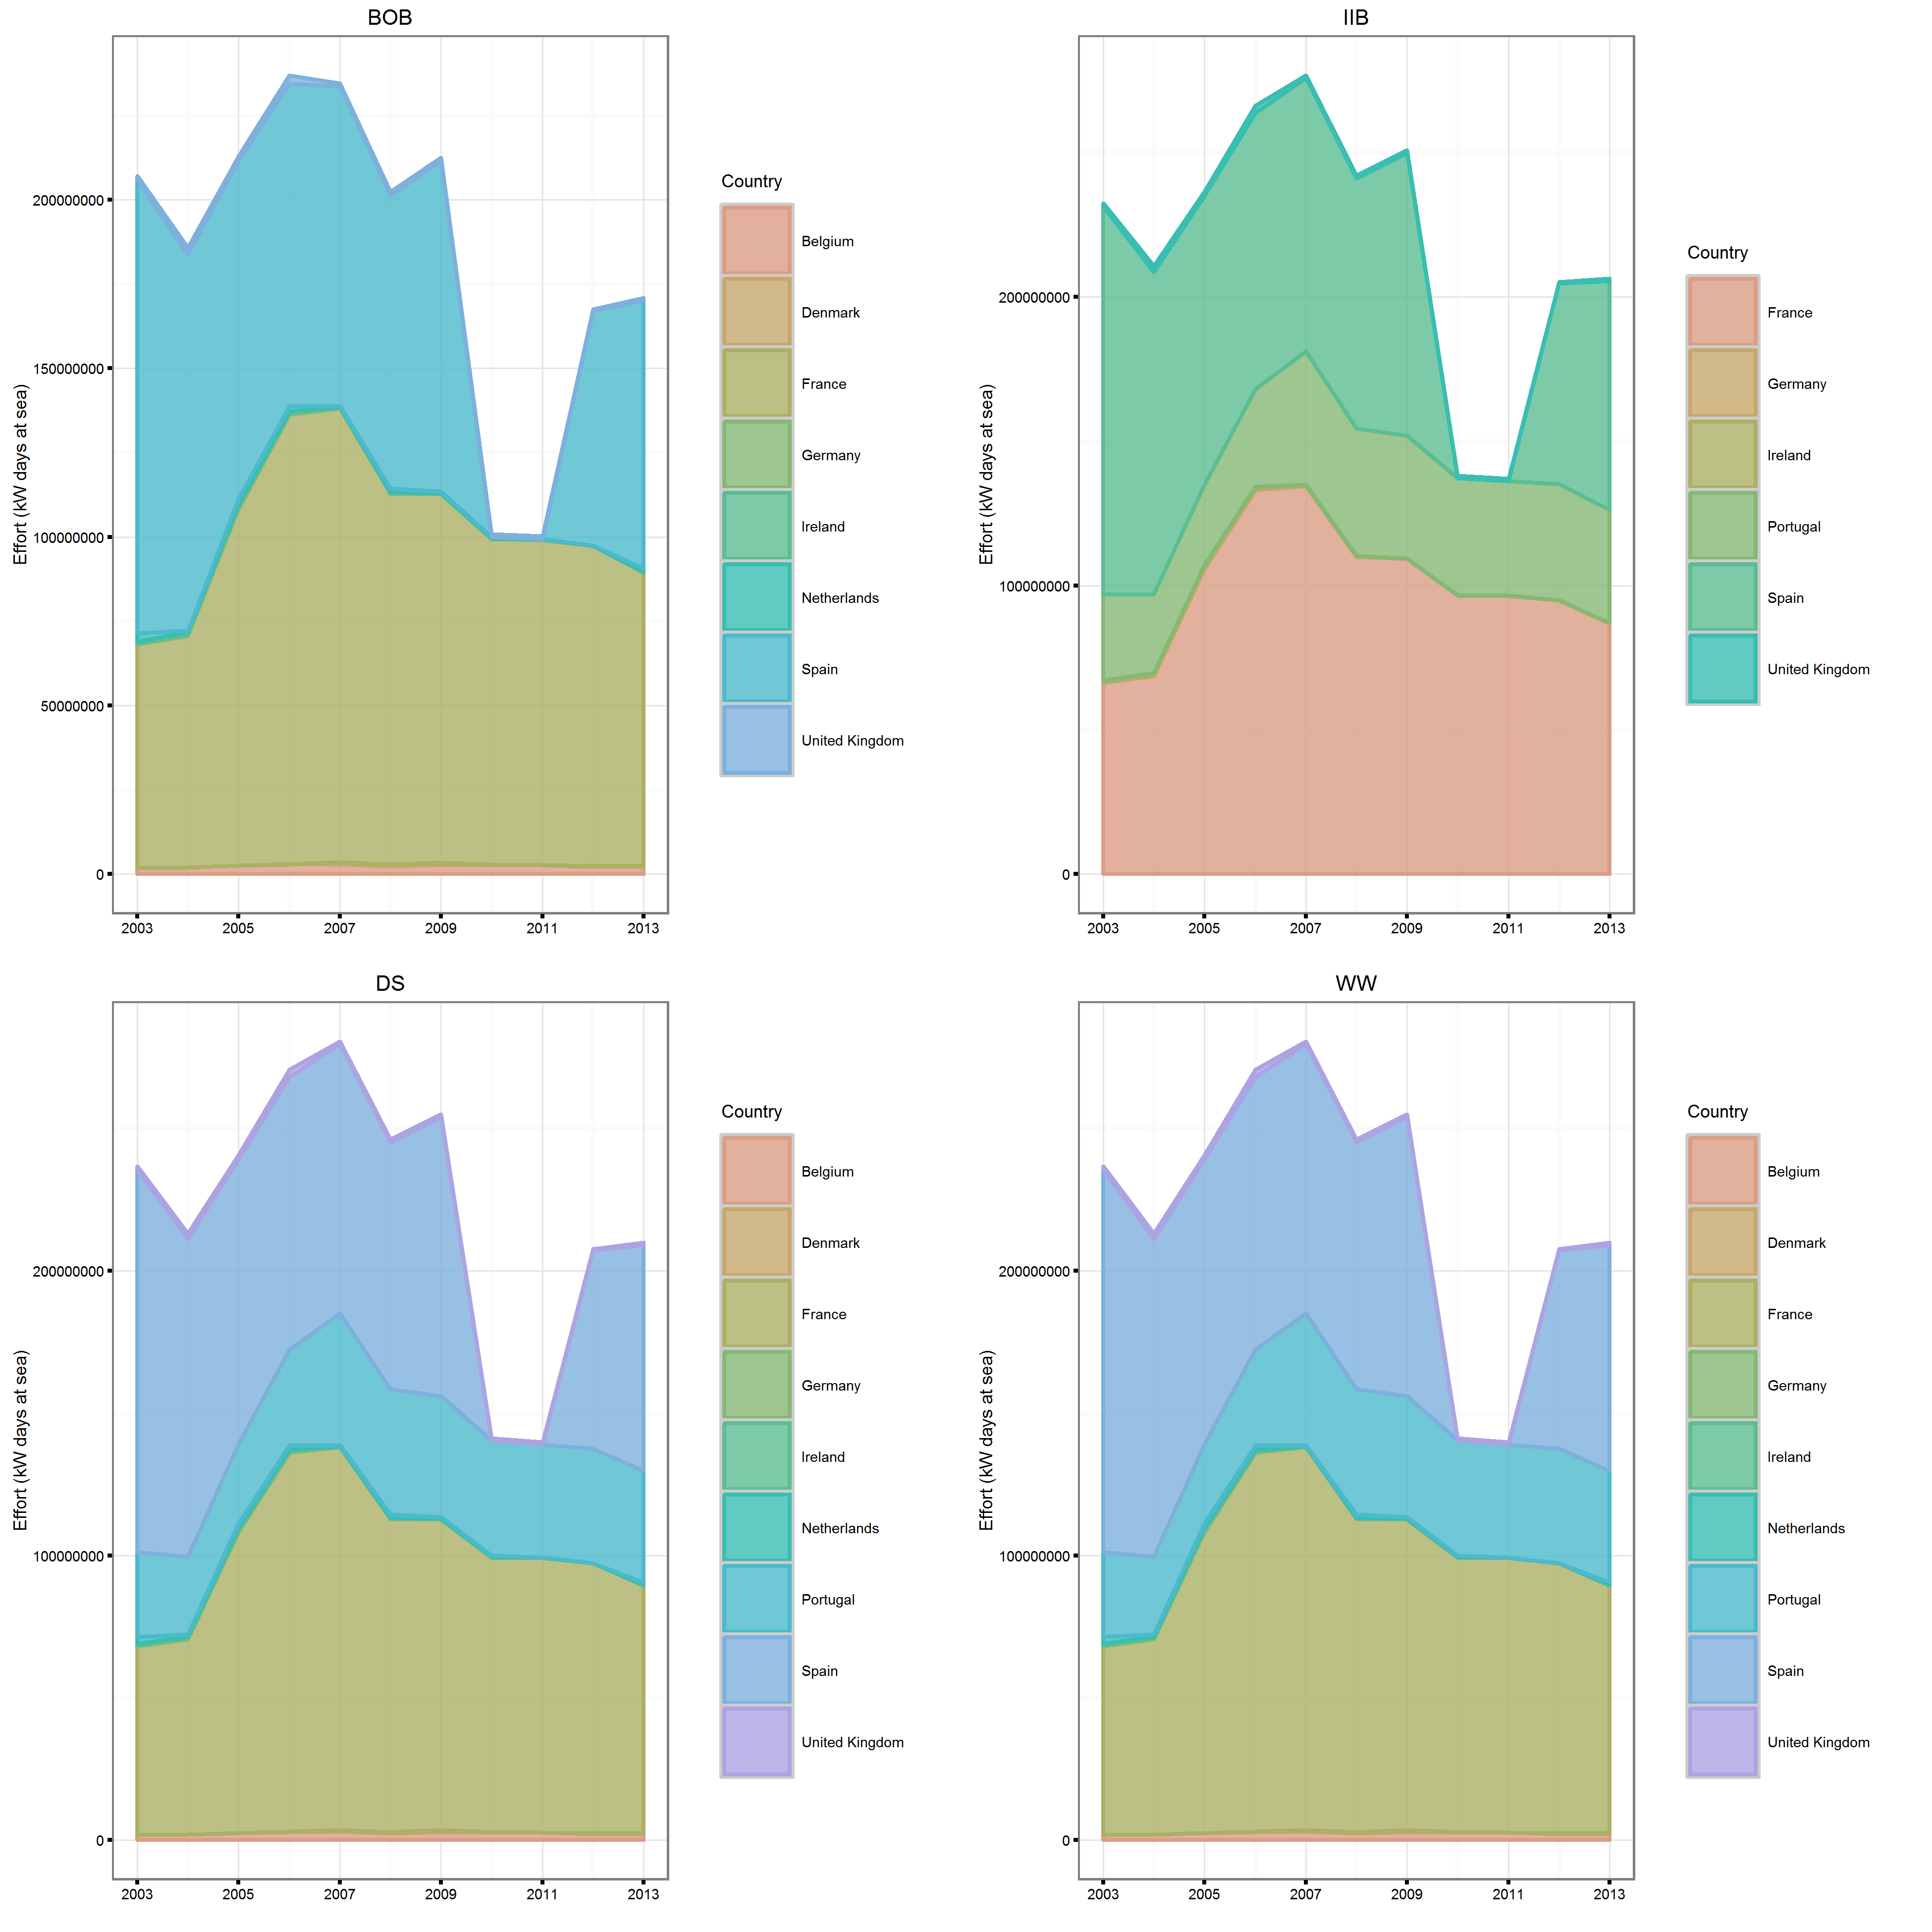 BOB
Effort (kW days at sea)
200000000
150000000
100000000
50000000
0
2003 2005 2007 2009 2011 2013
Country
Belgium
Denmark
France
Germany
Ireland
Netherlands
Spain
United Kingdom
IIB
Effort (kW days at sea)
200000000
100000000
0
2003 2005 2007 2009 2011 2013
Country
France
Germany
Ireland
Portugal
Spain
United Kingdom
DS
Effort (kW days at sea)
200000000
100000000
0
2003 2005 2007 2009 2011 2013
Country
Belgium
Denmark
France
Germany
Ireland
Netherlands
Portugal
Spain
United Kingdom
WW
Effort (kW days at sea)
200000000
100000000
0
2003 2005 2007 2009 2011 2013
Country
Belgium
Denmark
France
Germany
Ireland
Netherlands
Portugal
Spain
United Kingdom